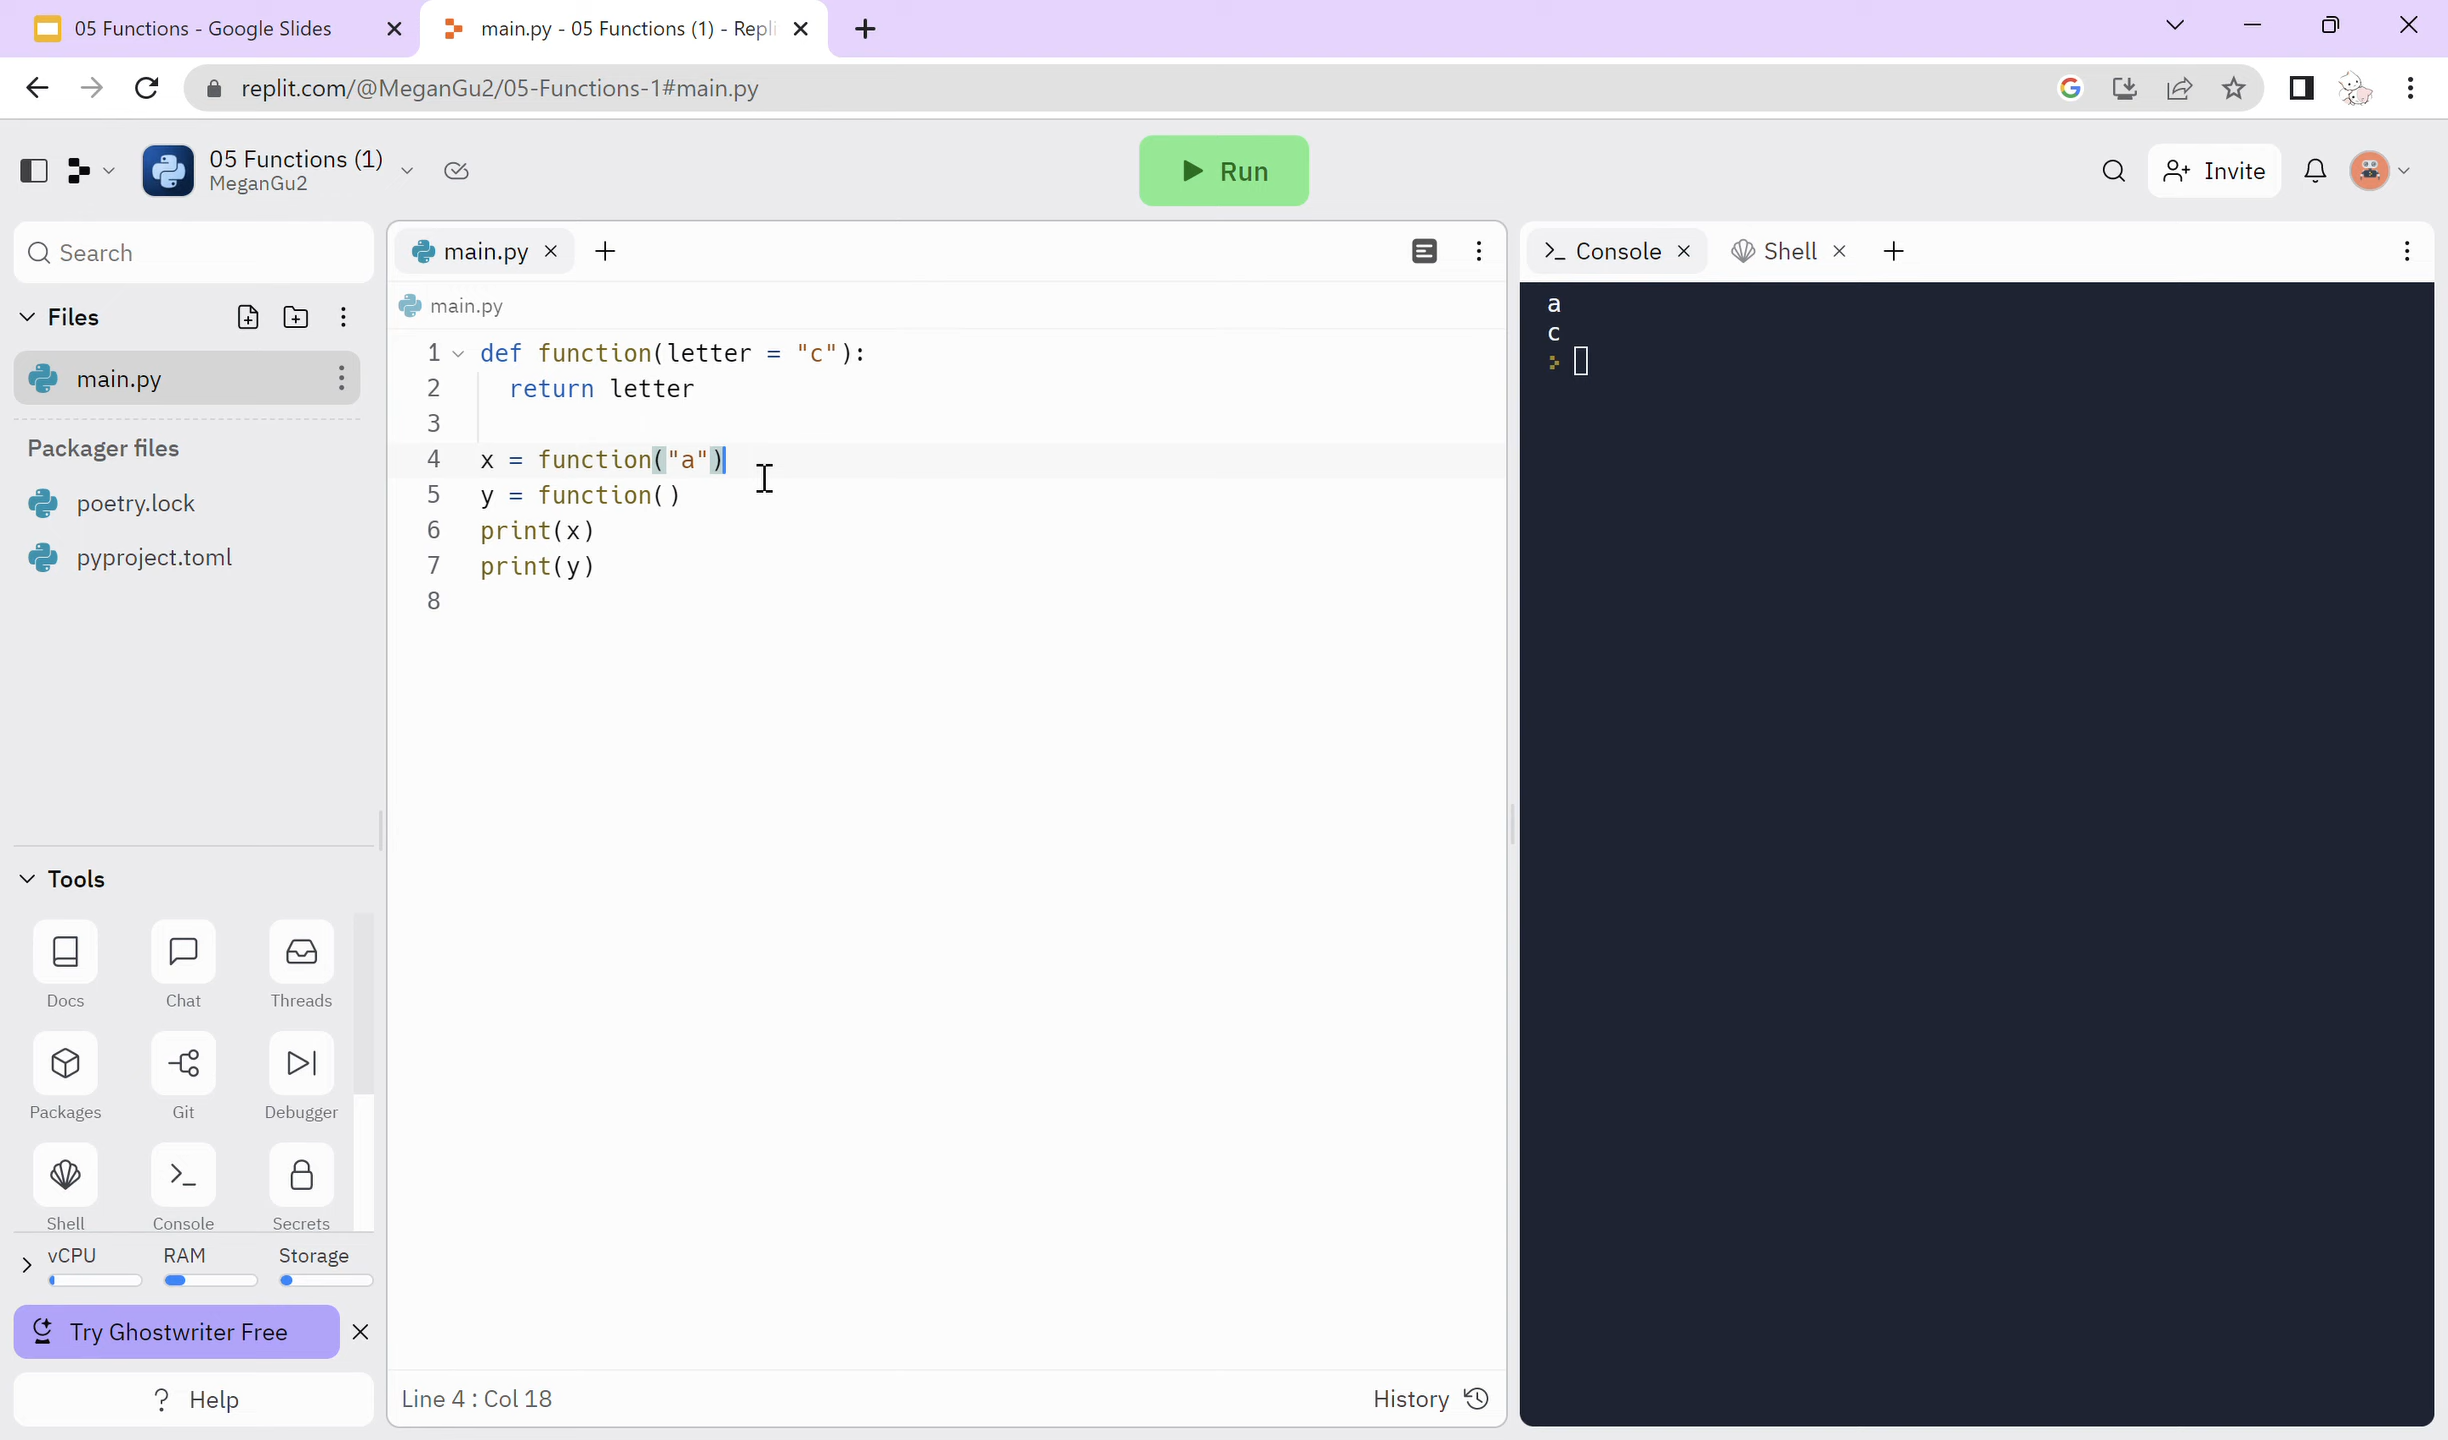 05 Functions - Google Slides
main.py - 05 Functions (1) - Repli
replit.com/@MeganGu2/05-Functions-1#main.py
05 Functions (1)
MeganGu2
Run
Invite
Search
Files
main.py
Packager files
poetry.lock
pyproject.toml
Tools
Docs Chat Threads
Packages Git Debugger
Shell Console Secrets
vCPU RAM Storage
Try Ghostwriter Free
? Help
main.py
main.py
1 def function(letter = "c"):
2 return letter
3
4 x = function("a")
5 y = function()
6 print(x)
7 print(y)
8
Line 4 : Col 18
History
Console Shell
a
c